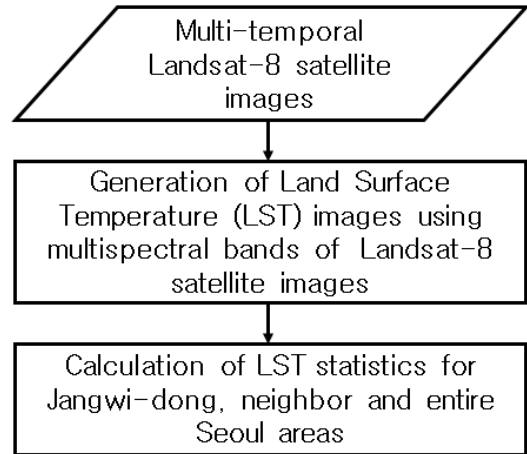 Multi-temporal
Landsat-8 satellite
images
Generation of Land Surface
Temperature (LST) images using
multispectral bands of Landsat-8
satellite images
Calculation of LST statistics for
Jangwi-dong, neighbor and entire
Seoul areas